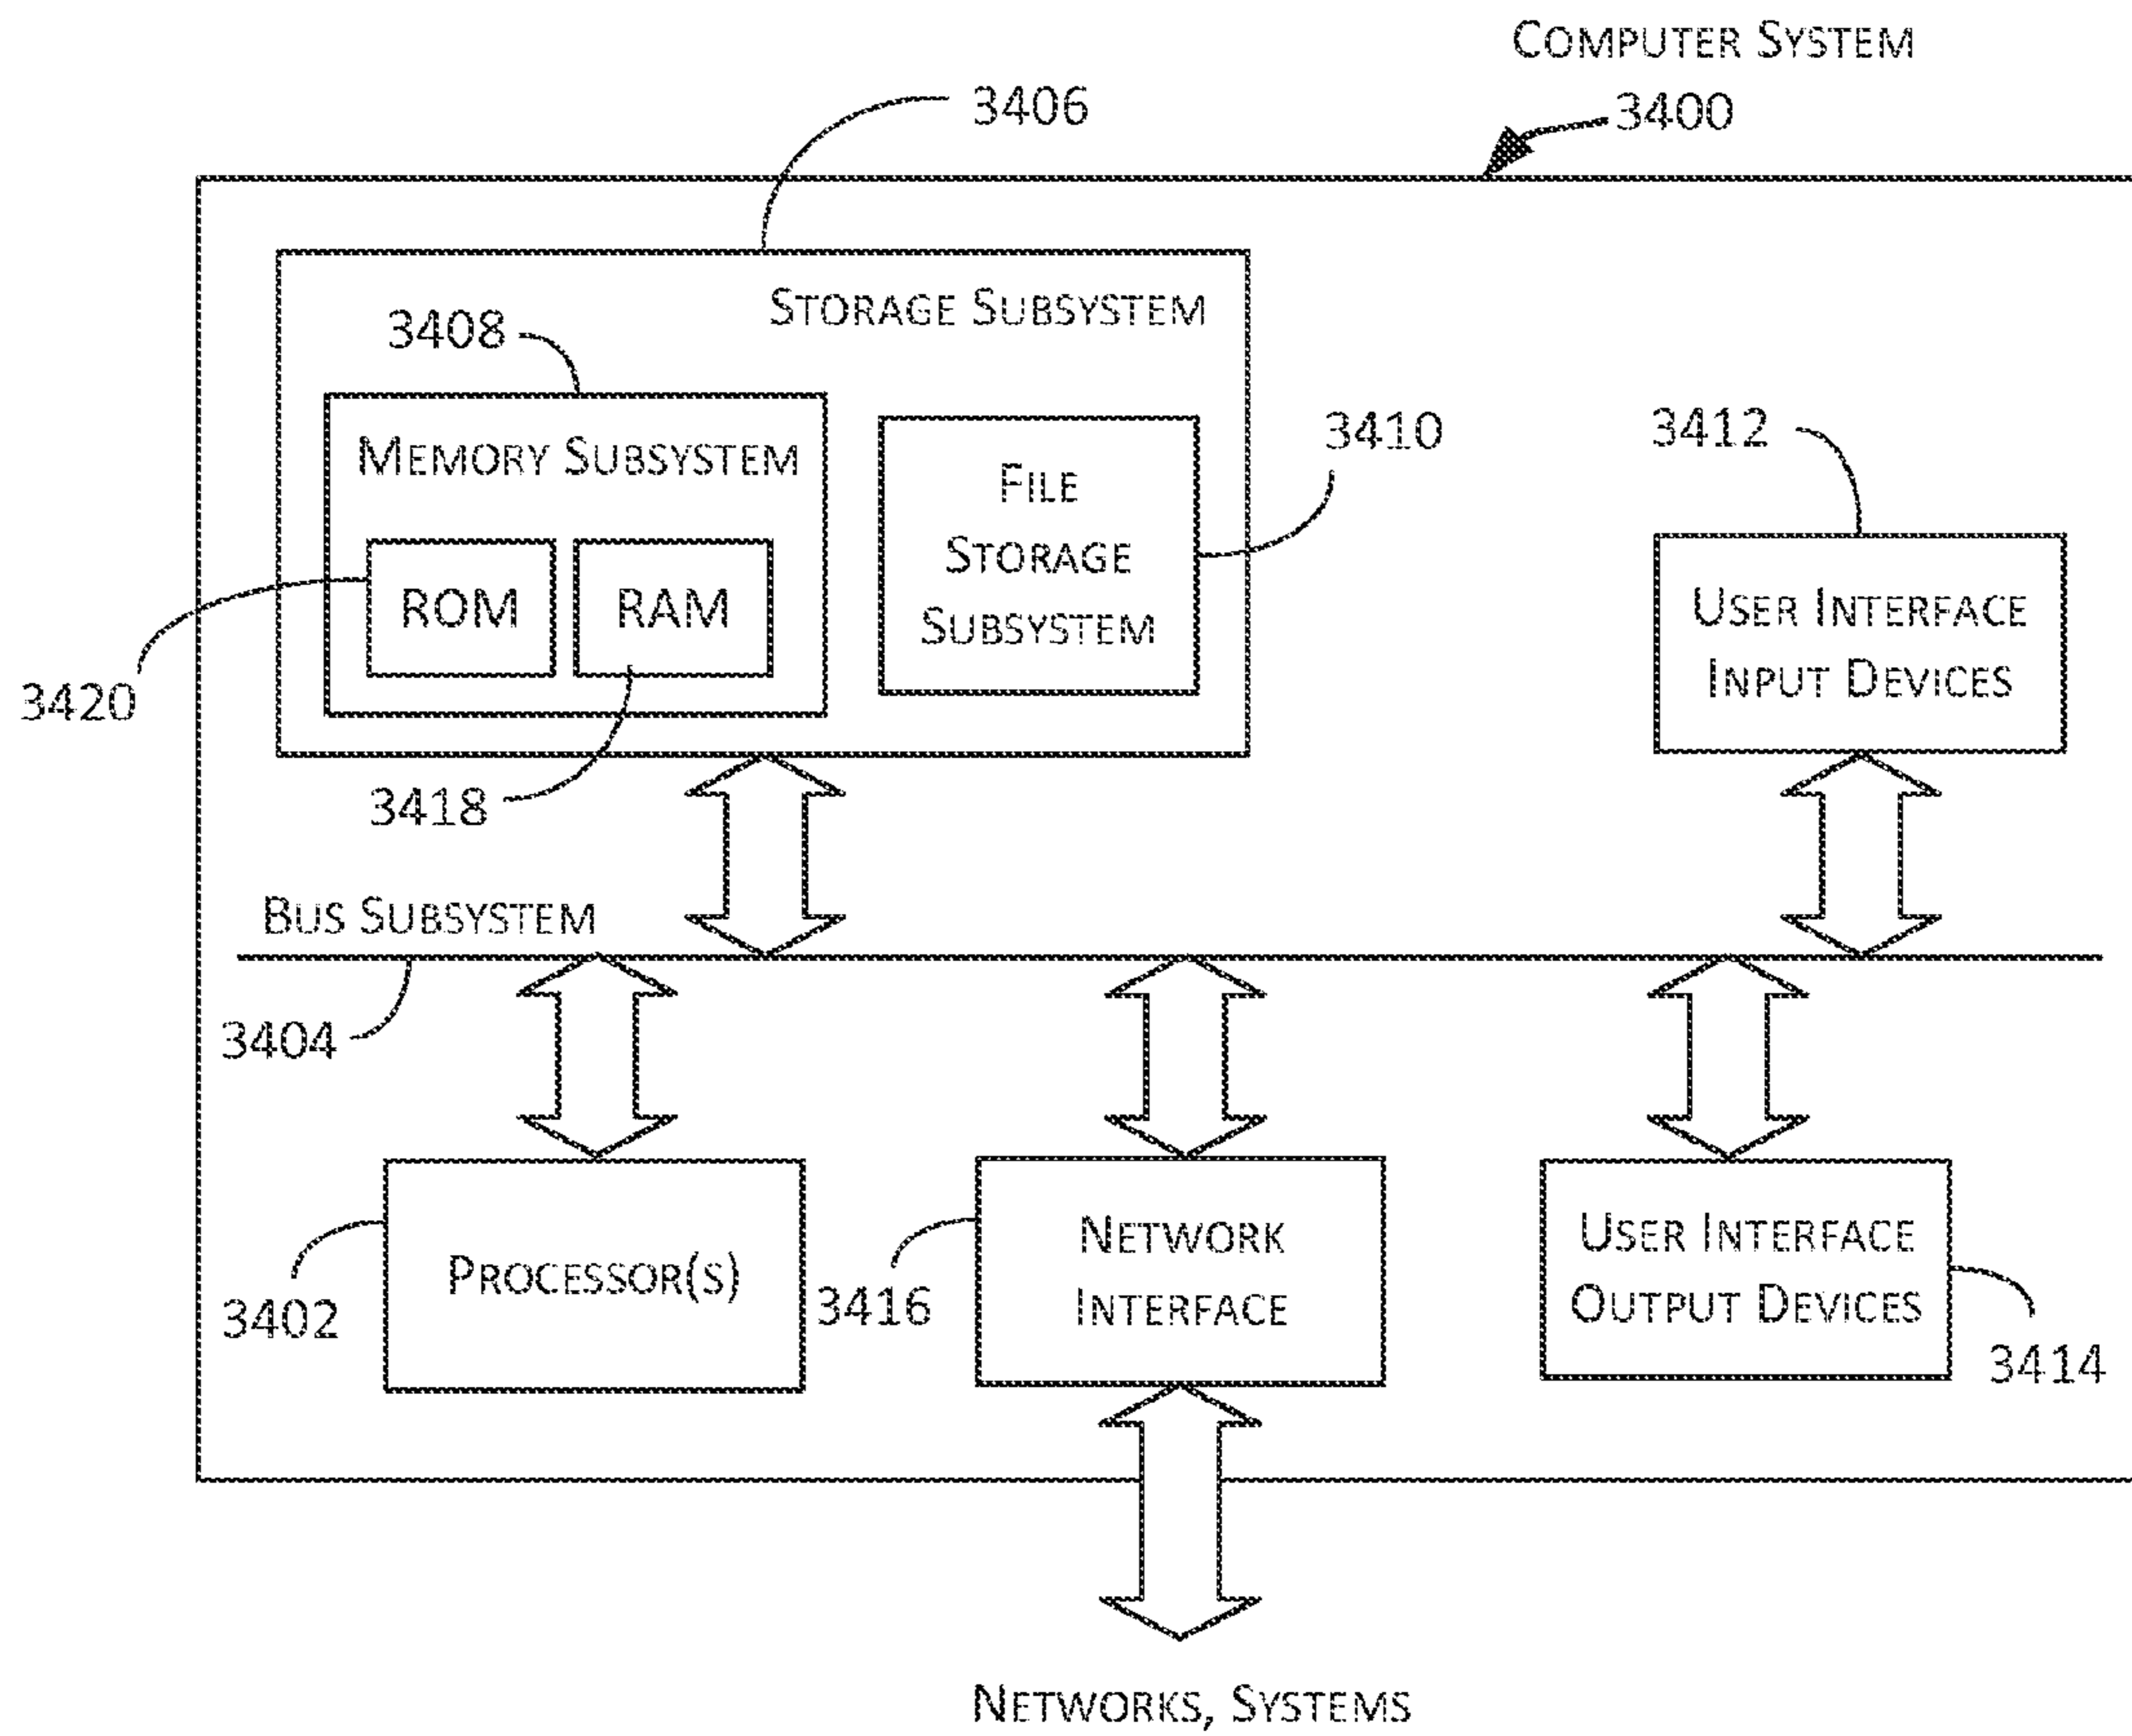 COMPUTER SYSTEM
3400
3406
STORAGE SUBSYSTEM
3408
MEMORY SUBSYSTEM
ROM
RAM
3420
3418
FILE
STORAGE
SUBSYSTEM
3410
3412
USER INTERFACE
INPUT DEVICES
BUS SUBSYSTEM
3404
PROCESSOR(S)
3402
NETWORK
INTERFACE
3416
USER INTERFACE
OUTPUT DEVICES
3414
NETWORKS, SYSTEMS